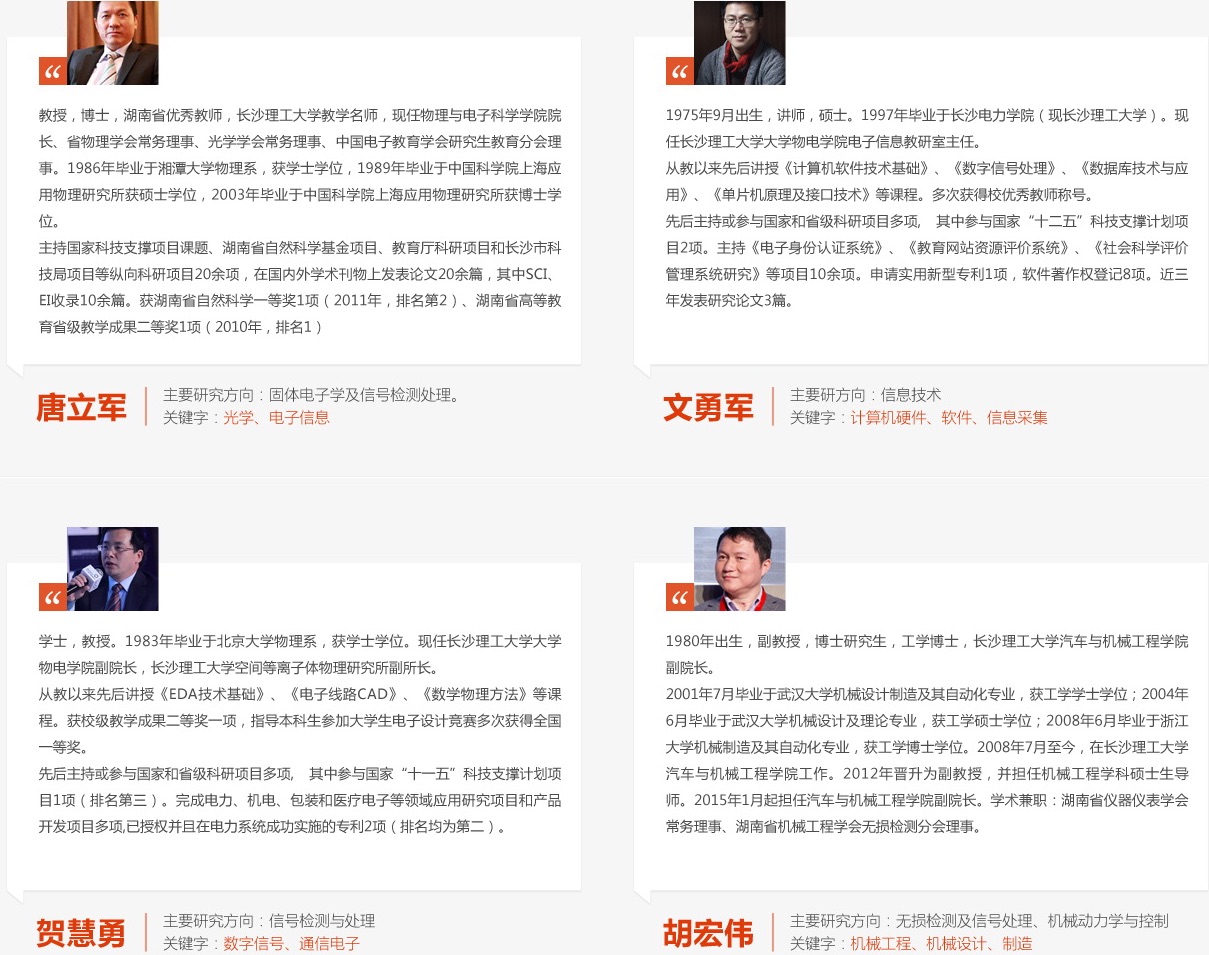 教授，博士，湖南省优秀教师，长沙理工大学教学名师，现任物理与电子科学学院院
长、省物理学会常务理事、光学学会常务理事、中国电子教育学会研究生教育分会理
事。1986年毕业于湘潭大学物理系，获学士学位，1989年毕业于中国科学院上海应
用物理研究所获硕士学位，2003年毕业于中国科学院上海应用物理研究所获博士学
位。
主持国家科技支撑项目课题、湖南省自然科学基金项目、教育厅科研项目和长沙市科
技局项目等纵向科研项目20余项，在国内外学术刊物上发表论文20余篇，其中SCI、
EI收录10余篇。获湖南省自然科学一等奖1项（2011年，排名第2）、湖南省高等教
育省级教学成果二等奖1项（2010年，排名1）
唐立军
主要研究方向：固体电子学及信号检测处理。
关键字：光学、电子信息
1975年9月出生，讲师，硕士。1997年毕业于长沙电力学院（现长沙理工大学）。现
任长沙理工大学大学物电学院电子信息教研室主任。
从教以来先后讲授《计算机软件技术基础》、《数字信号处理》、《数据库技术与应
用》、《单片机原理及接口技术》等课程。多次获得校优秀教师称号。
先后主持或参与国家和省级科研项目多项, 其中参与国家“十二五”科技支撑计划项
目2项。主持《电子身份认证系统》、《教育网站资源评价系统》、《社会科学评价
管理系统研究》等项目10余项。申请实用新型专利1项，软件著作权登记8项。近三
年发表研究论文3篇。
文勇军
主要研方向：信息技术
关键字：计算机硬件、软件、信息采集
学士，教授。1983年毕业于北京大学物理系，获学士学位。现任长沙理工大学大学
物电学院副院长，长沙理工大学空间等离子体物理研究所副所长。
从教以来先后讲授《EDA技术基础》、《电子线路CAD》、《数学物理方法》等课
程。获校级教学成果二等奖一项，指导本科生参加大学生电子设计竞赛多次获得全国
一等奖。
先后主持或参与国家和省级科研项目多项, 其中参与国家“十一五”科技支撑计划项
目1项（排名第三）。完成电力、机电、包装和医疗电子等领域应用研究项目和产品
开发项目多项,已授权并且在电力系统成功实施的专利2项（排名均为第二）。
贺慧勇
主要研究方向：信号检测与处理
关键字：数字信号、通信电子
1980年出生，副教授，博士研究生，工学博士，长沙理工大学汽车与机械工程学院
副院长。
2001年7月毕业于武汉大学机械设计制造及其自动化专业，获工学学士学位；2004年
6月毕业于武汉大学机械设计及理论专业，获工学硕士学位；2008年6月毕业于浙江
大学机械制造及其自动化专业，获工学博士学位。2008年7月至今，在长沙理工大学
汽车与机械工程学院工作。2012年晋升为副教授，并担任机械工程学科硕士生导
师。2015年1月起担任汽车与机械工程学院副院长。学术兼职：湖南省仪器仪表学会
常务理事、湖南省机械工程学会无损检测分会理事。
胡宏伟
主要研究方向：无损检测及信号处理、机械动力学与控制
关键字：机械工程、机械设计、制造